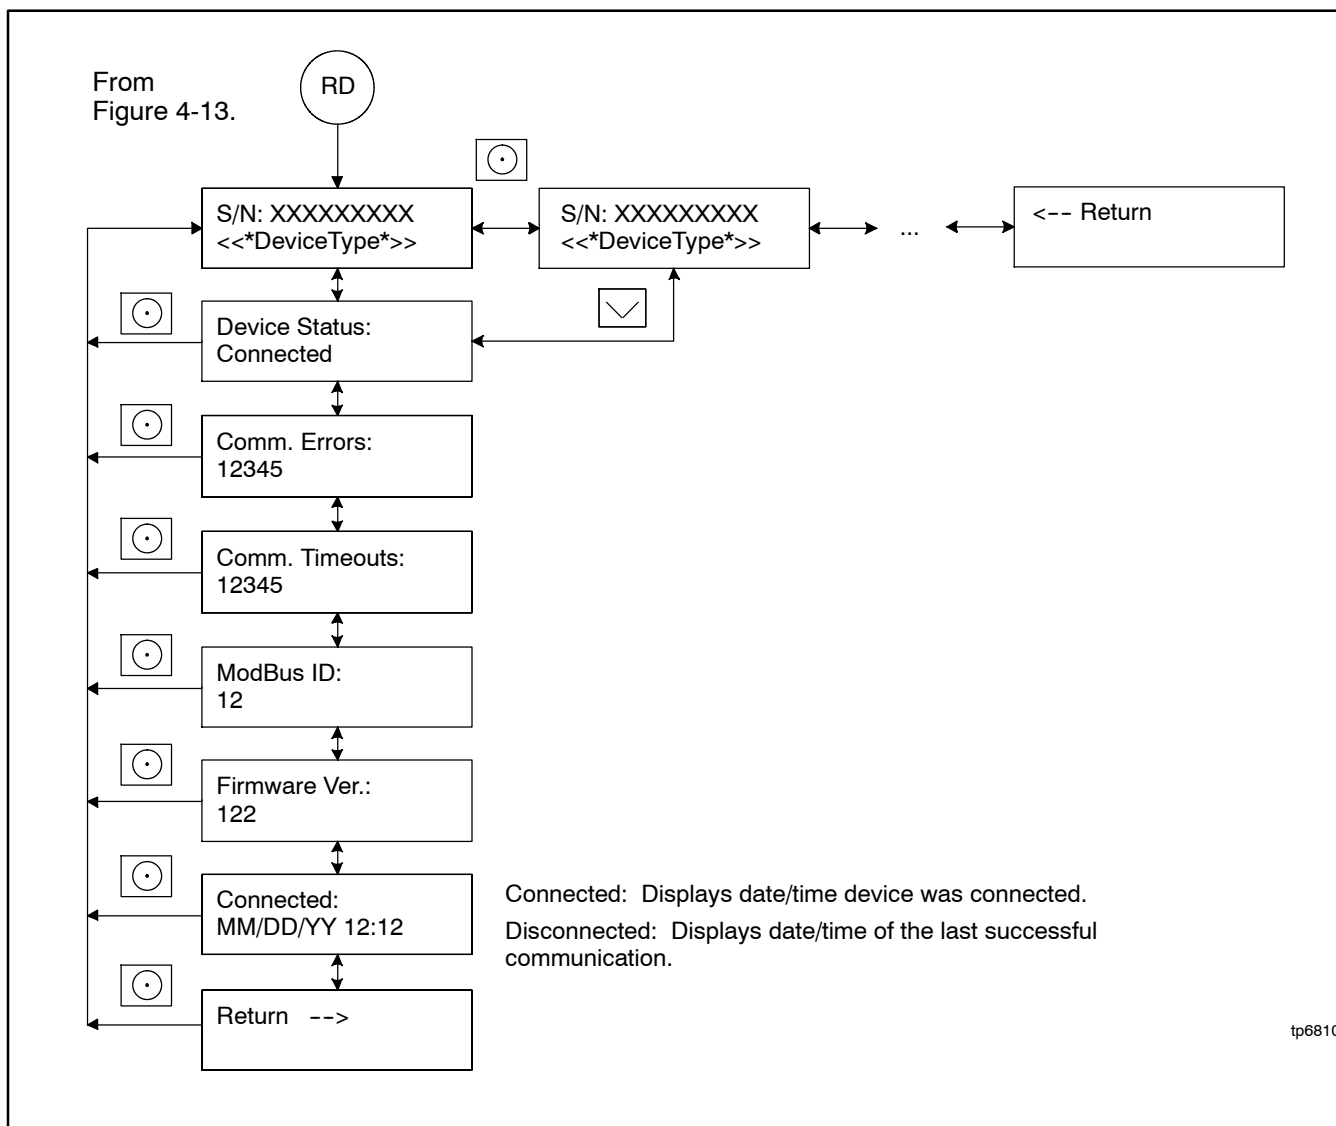 From
Figure 4-13.
RD
S/N: XXXXXXXXX
<<*DeviceType*>>
S/N: XXXXXXXXX
<<*DeviceType*>>
...
<-- Return
Device Status:
Connected
Comm. Errors:
12345
Comm. Timeouts:
12345
ModBus ID:
12
Firmware Ver.:
122
Connected:
MM/DD/YY 12:12
Connected:  Displays date/time device was connected.
Disconnected:  Displays date/time of the last successful
communication.
Return   -->
tp6810